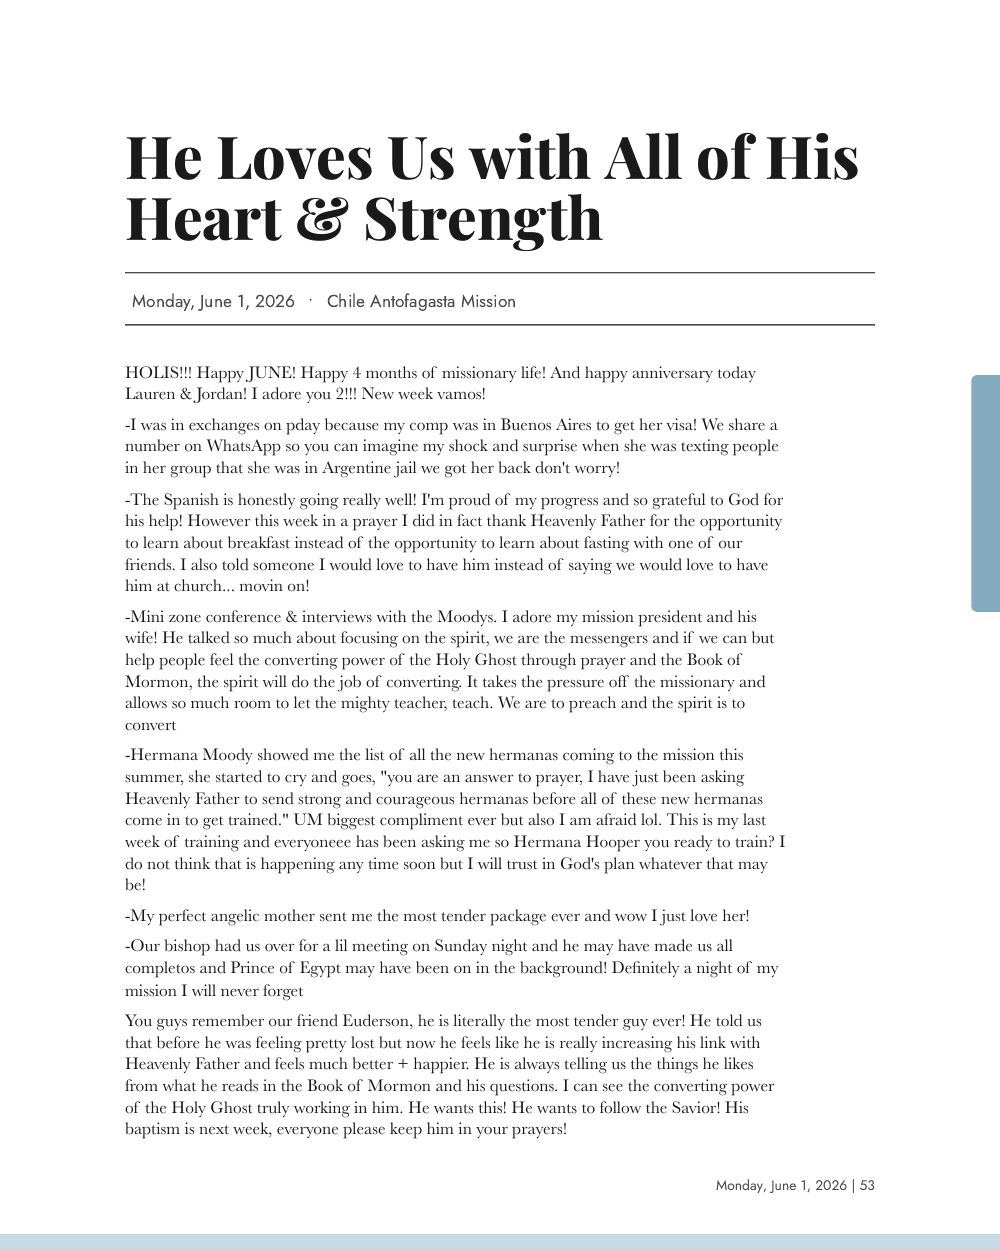 He Loves Us with All of His
Heart & Strength
Monday, June 1, 2026 · Chile Antofagasta Mission
HOLIS!!! Happy JUNE! Happy 4 months of missionary life! And happy anniversary today
Lauren & Jordan! I adore you 2!!! New week vamos!
-I was in exchanges on pday because my comp was in Buenos Aires to get her visa! We share a
number on WhatsApp so you can imagine my shock and surprise when she was texting people
in her group that she was in Argentine jail we got her back don't worry!
-The Spanish is honestly going really well! I'm proud of my progress and so grateful to God for
his help! However this week in a prayer I did in fact thank Heavenly Father for the opportunity
to learn about breakfast instead of the opportunity to learn about fasting with one of our
friends. I also told someone I would love to have him instead of saying we would love to have
him at church... movin on!
-Mini zone conference & interviews with the Moodys. I adore my mission president and his
wife! He talked so much about focusing on the spirit, we are the messengers and if we can but
help people feel the converting power of the Holy Ghost through prayer and the Book of
Mormon, the spirit will do the job of converting. It takes the pressure off the missionary and
allows so much room to let the mighty teacher, teach. We are to preach and the spirit is to
convert
-Hermana Moody showed me the list of all the new hermanas coming to the mission this
summer, she started to cry and goes, "you are an answer to prayer, I have just been asking
Heavenly Father to send strong and courageous hermanas before all of these new hermanas
come in to get trained." UM biggest compliment ever but also I am afraid lol. This is my last
week of training and everyoneee has been asking me so Hermana Hooper you ready to train? I
do not think that is happening any time soon but I will trust in God's plan whatever that may
be!
-My perfect angelic mother sent me the most tender package ever and wow I just love her!
-Our bishop had us over for a lil meeting on Sunday night and he may have made us all
completos and Prince of Egypt may have been on in the background! Definitely a night of my
mission I will never forget
You guys remember our friend Euderson, he is literally the most tender guy ever! He told us
that before he was feeling pretty lost but now he feels like he is really increasing his link with
Heavenly Father and feels much better + happier. He is always telling us the things he likes
from what he reads in the Book of Mormon and his questions. I can see the converting power
of the Holy Ghost truly working in him. He wants this! He wants to follow the Savior! His
baptism is next week, everyone please keep him in your prayers!
Monday, June 1, 2026 | 53